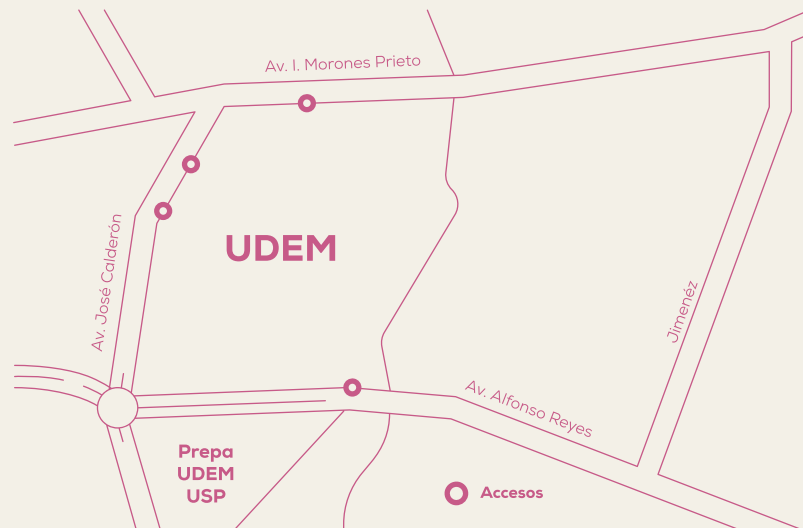 Av. I. Morones Prieto
Av. José Calderón
UDEM
Jimenéz
Av. Alfonso Reyes
Prepa
UDEM
USP
Accesos